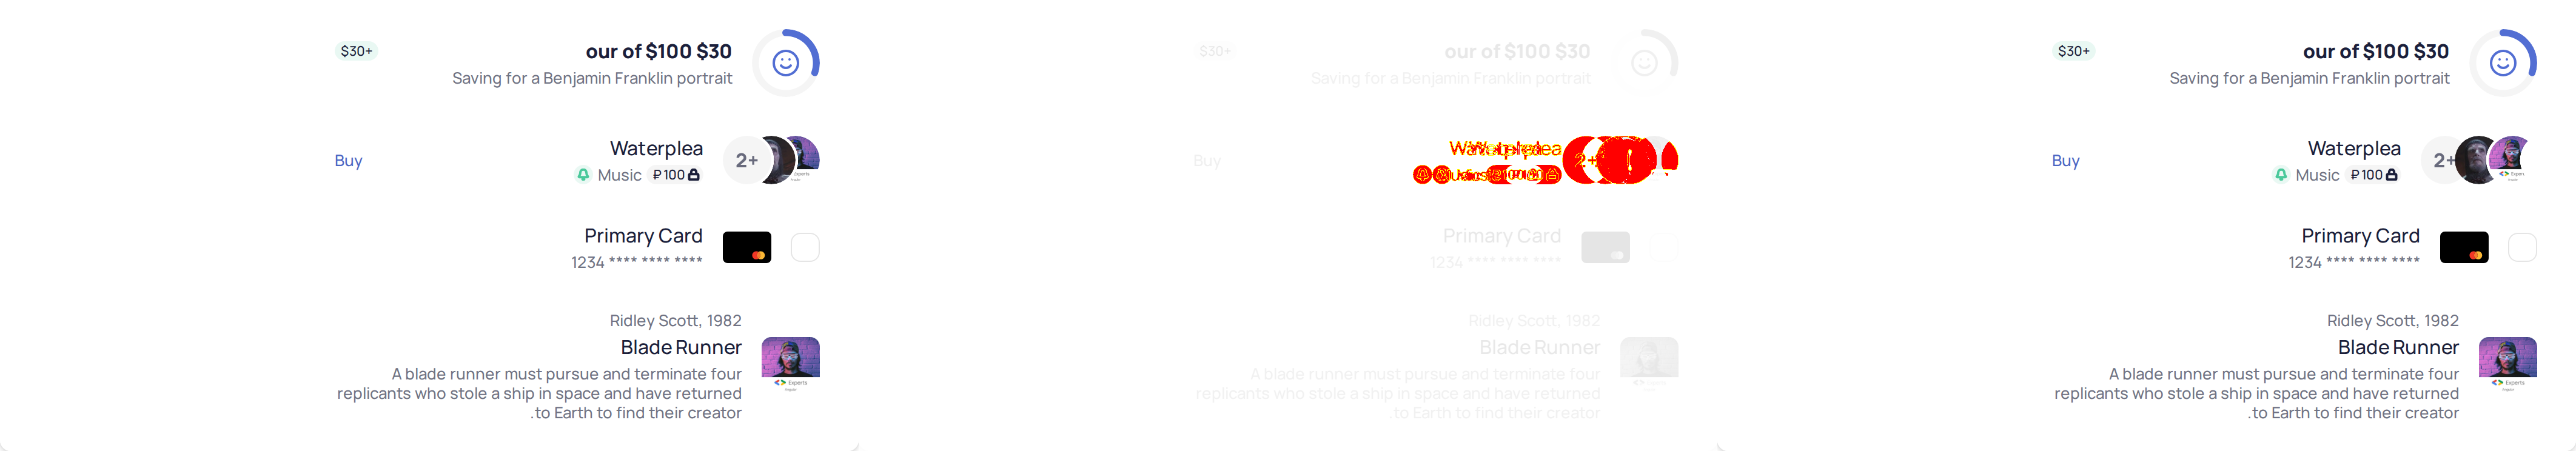 $30+
our of $100 $30
Saving for a Benjamin Franklin portrait
Waterplea
2+
Buy
Music ₽100
Primary Card
1234 **** **** ****
Ridley Scott, 1982
Blade Runner
A blade runner must pursue and terminate four
replicants who stole a ship in space and have returned
.to Earth to find their creator
Experts
$30+
our of $100 $30
Saving for a Benjamin Franklin portrait
2+
Buy
Primary Card
1234 **** **** ****
Ridley Scott, 1982
Blade Runner
A blade runner must pursue and terminate four
replicants who stole a ship in space and have returned
.to Earth to find their creator
$30+
our of $100 $30
Saving for a Benjamin Franklin portrait
Waterplea
2+
Buy
Music ₽100
Primary Card
1234 **** **** ****
Ridley Scott, 1982
Blade Runner
A blade runner must pursue and terminate four
replicants who stole a ship in space and have returned
.to Earth to find their creator
Experts